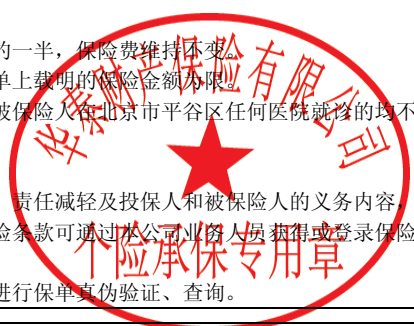 的一半，保险费维持不变。
单上载明的保险金额为限。
被保险人在北京市平谷区任何医院就诊的均不
华泰财产保险有限公司
责任减轻及投保人和被保险人的义务内容，
险条款可通过本公司业务人员获得或登录保险
个险承保专用章
进行保单真伪验证、查询。